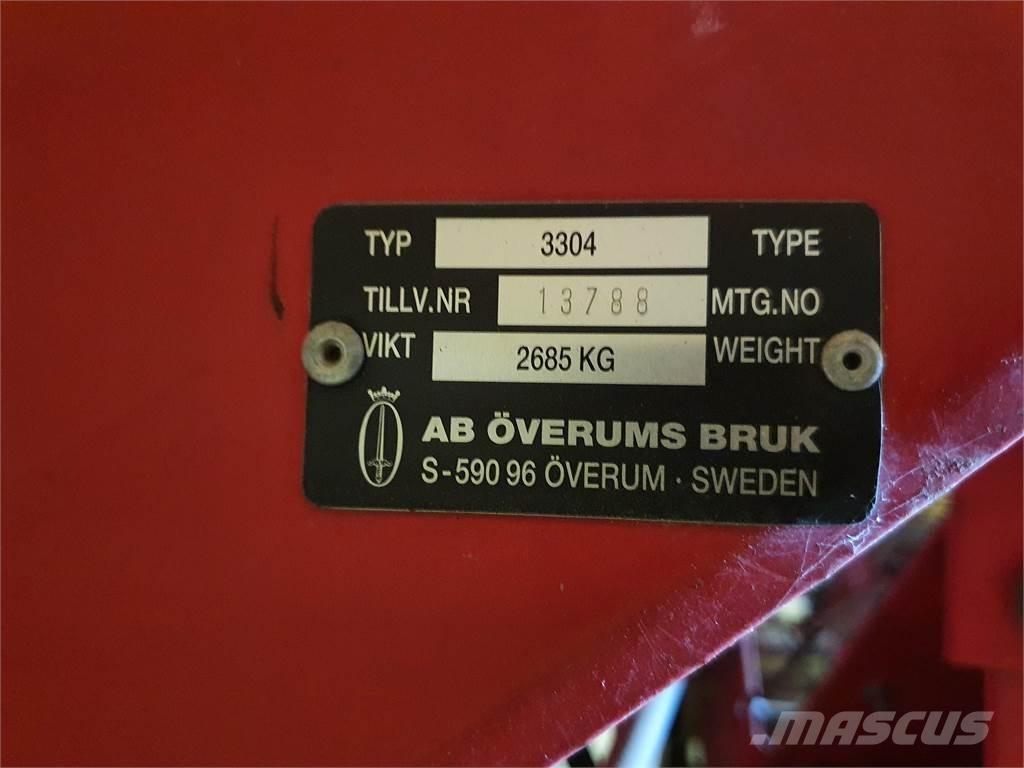 TYP 3304 TYPE
TILLV.NR 13788 MTG.NO
VIKT 2685 KG WEIGHT
AB ÖVERUMS BRUK
S-590 96 ÖVERUM · SWEDEN
.MASCUS